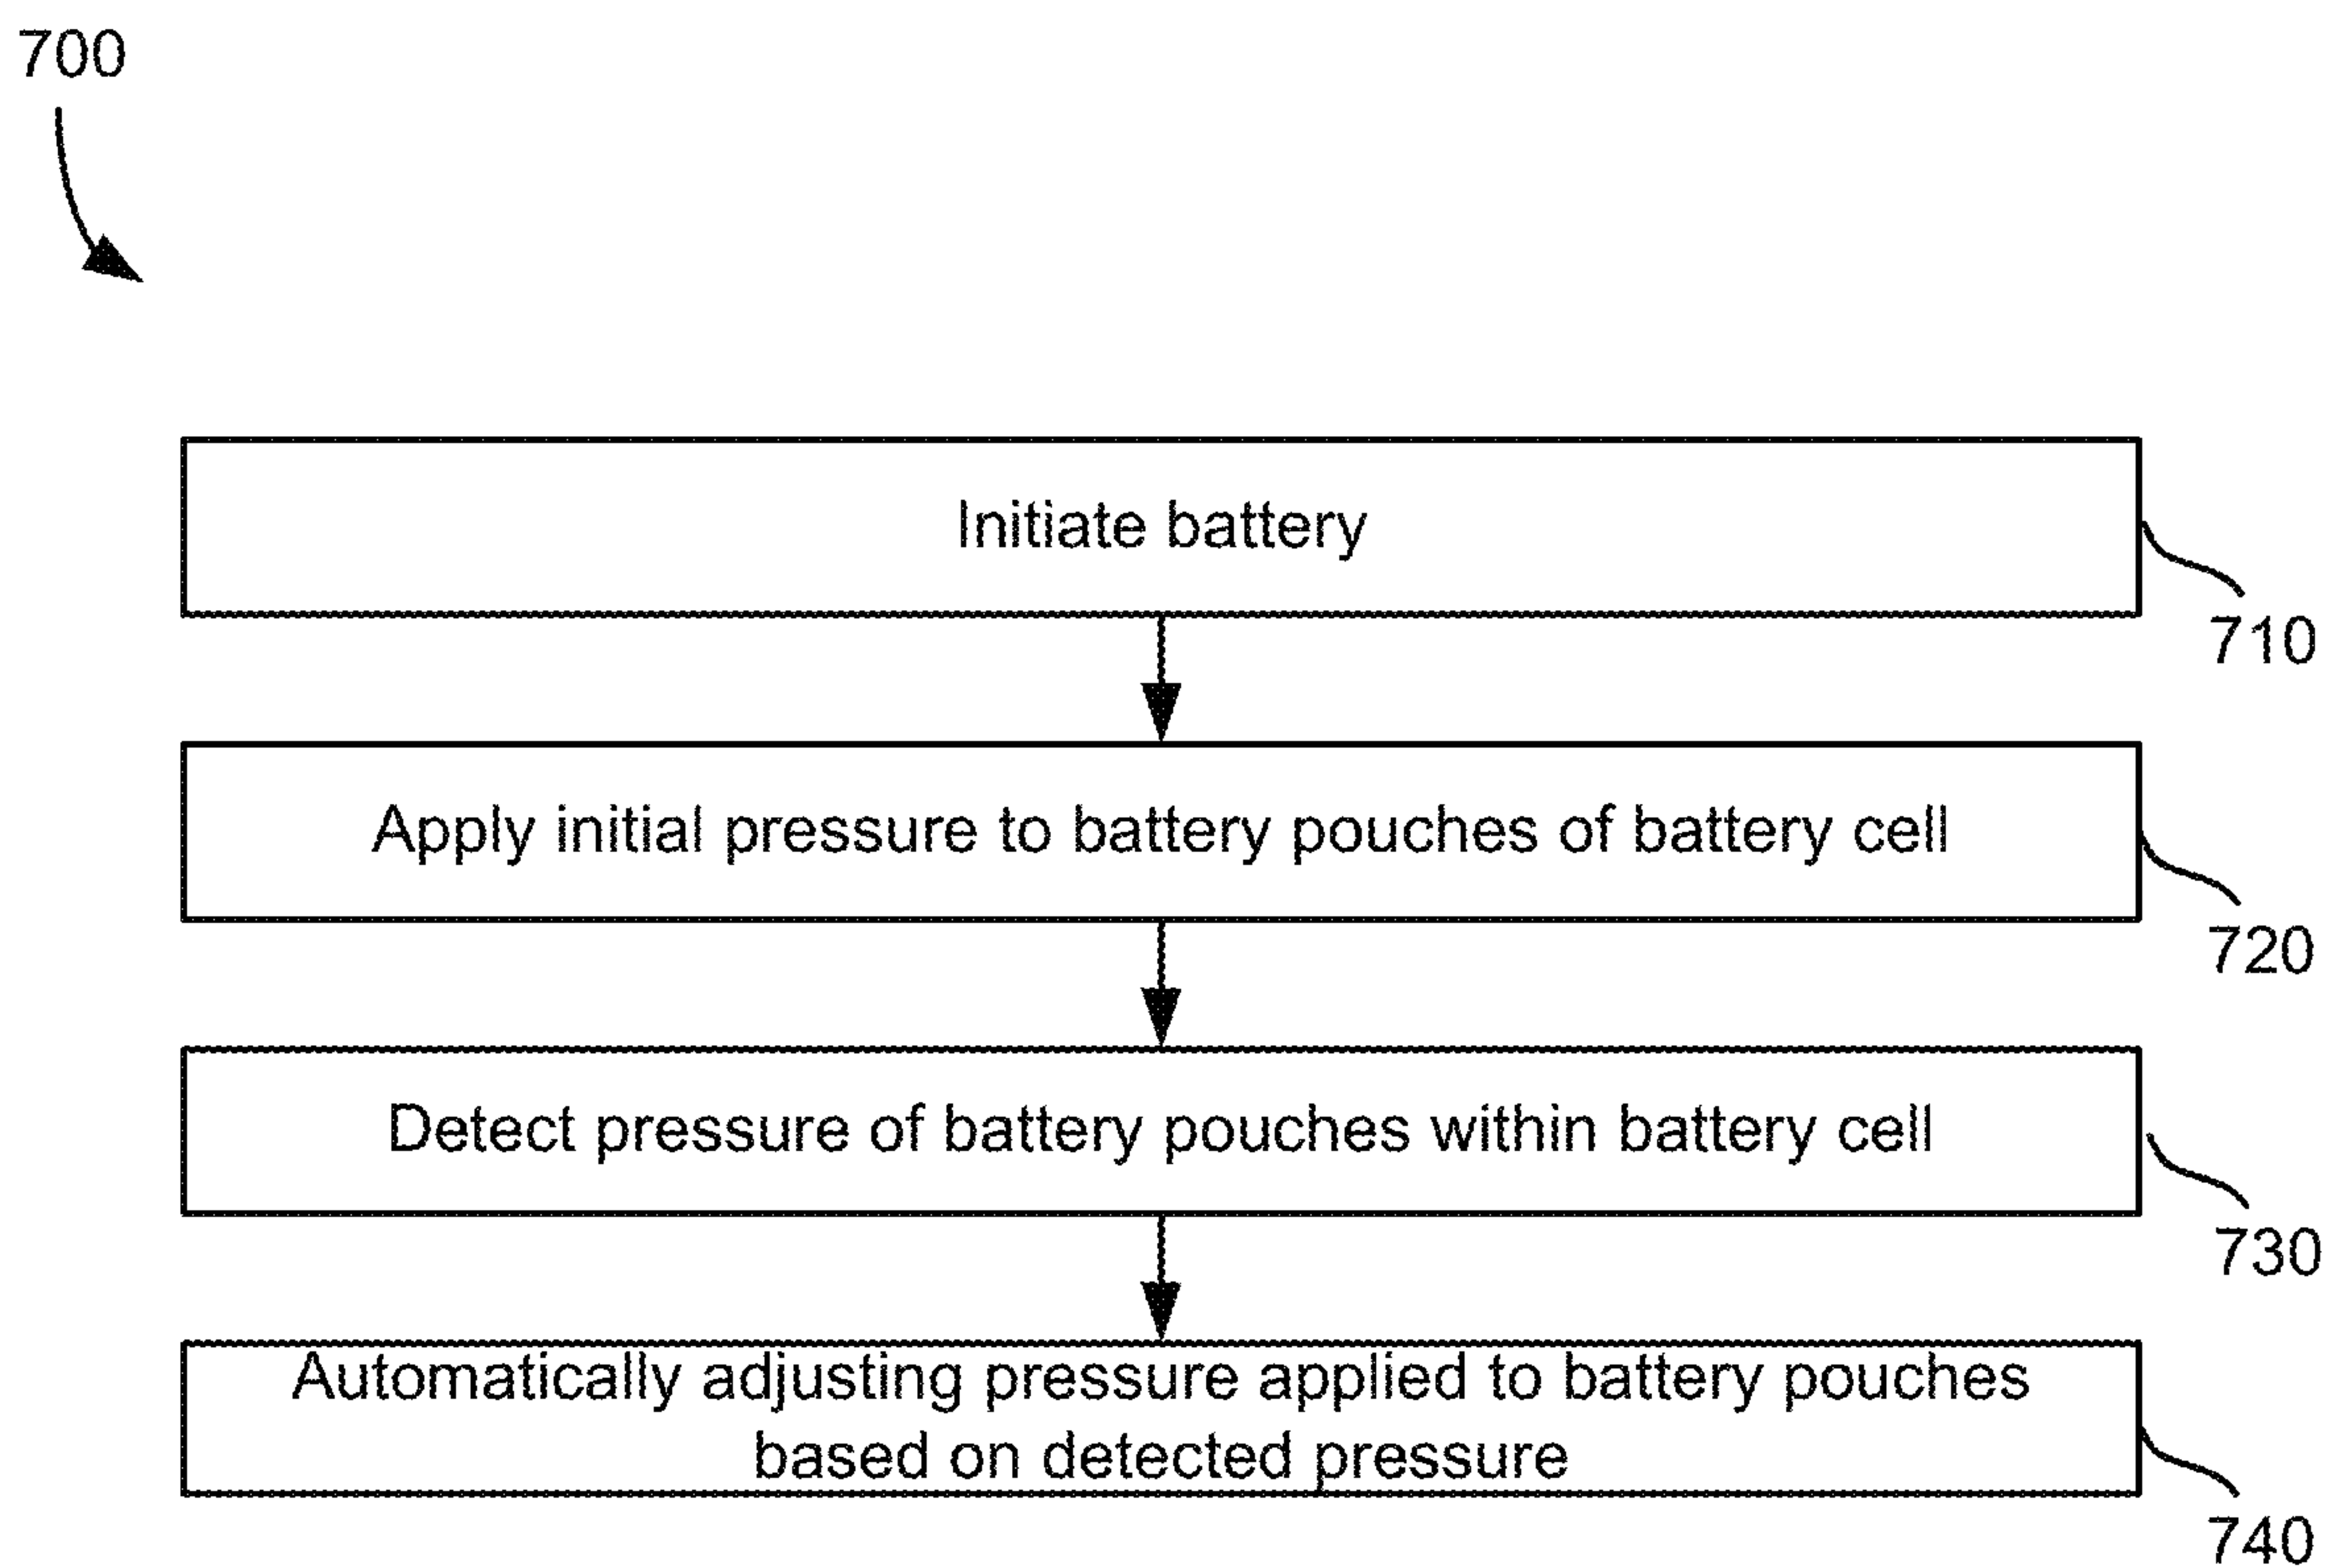 700
Initiate battery
710
Apply initial pressure to battery pouches of battery cell
720
Detect pressure of battery pouches within battery cell
730
Automatically adjusting pressure applied to battery pouches
based on detected pressure
740